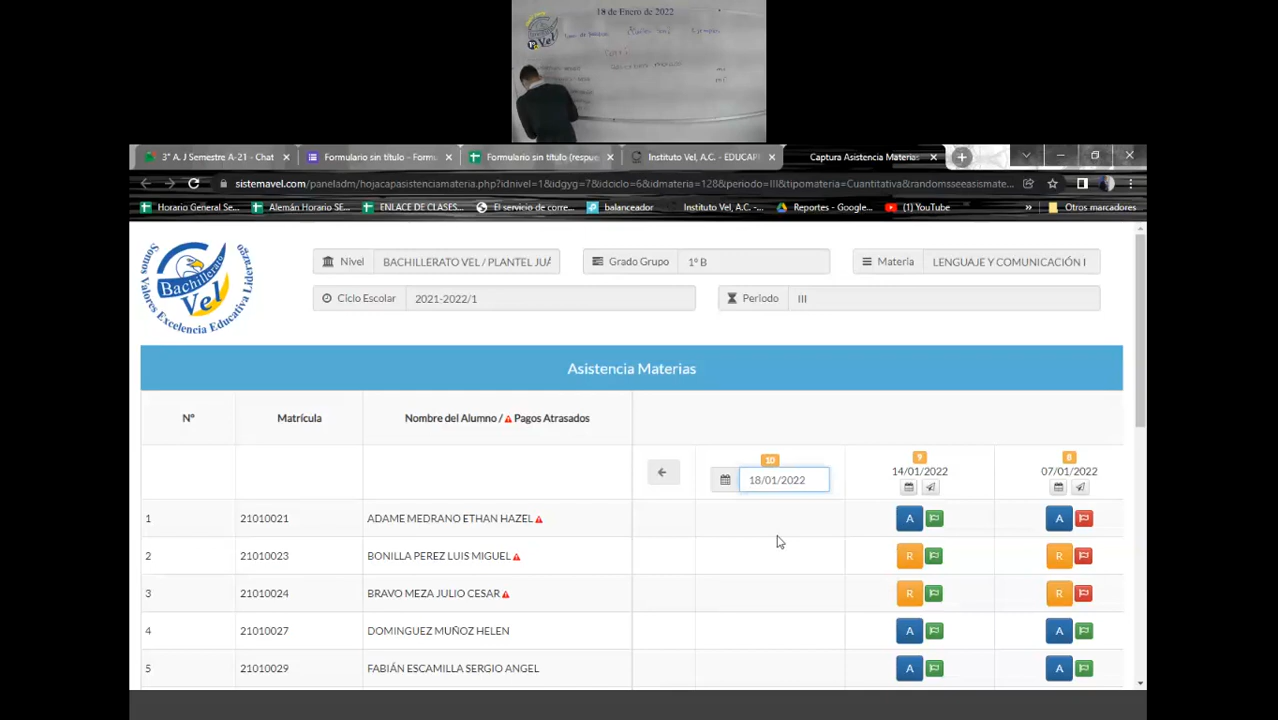 18 de Enero de 2022
Vel
3° A. J Semestre A-21 - Chat
Formulario sin título - Formu
Formulario sin título (respue
Instituto Vel, A.C. - EDUCAP
Captura Asistencia Materias
sistemavel.com/paneladm/hojacapasistenciamateria.php?idnivel=1&idgyg=7&idciclo=6&idmateria=128&periodo=III&tipomateria=Cuantitativa&randomsseeasismate...
Horario General Se...
Alemán Horario SE...
ENLACE DE CLASES...
El servicio de corre...
balanceador
Instituto Vel, A.C. -...
Reportes - Google...
(1) YouTube
»
Otros marcadores
Somos Valores Excelencia Educativa Liderazgo
Bachillerato
Vel
Nivel BACHILLERATO VEL / PLANTEL JUÁ
Grado Grupo 1º B
Materia LENGUAJE Y COMUNICACIÓN I
Ciclo Escolar 2021-2022/1
Periodo III
Asistencia Materias
N° Matrícula Nombre del Alumno / Pagos Atrasados
10 9 8
18/01/2022 14/01/2022 07/01/2022
1 21010021 ADAME MEDRANO ETHAN HAZEL A A
2 21010023 BONILLA PEREZ LUIS MIGUEL R R
3 21010024 BRAVO MEZA JULIO CESAR R R
4 21010027 DOMINGUEZ MUÑOZ HELEN A A
5 21010029 FABIÁN ESCAMILLA SERGIO ANGEL A A